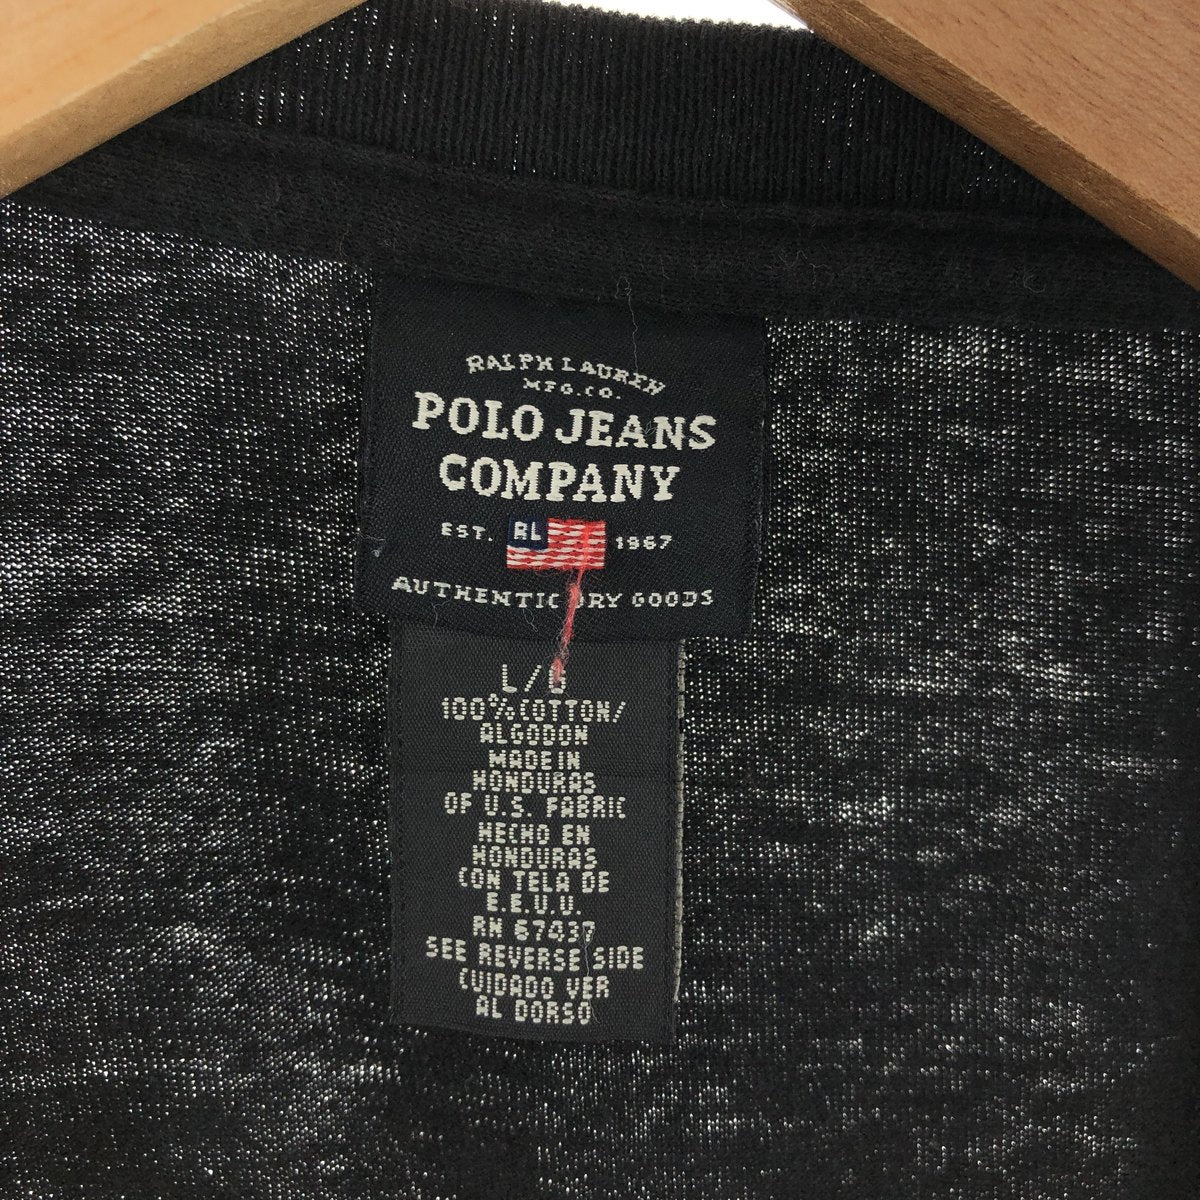 RALPH LAUREN
MFG.CO.
POLO JEANS
COMPANY
EST. RL 1967
AUTHENTIC DRY GOODS
L/G
100% COTTON/
ALGODON
MADE IN
HONDURAS
OF U.S. FABRIC
HECHO EN
HONDURAS
CON TELA DE
E.E.U.U.
RN 67437
SEE REVERSE SIDE
CUIDADO VER
AL DORSO